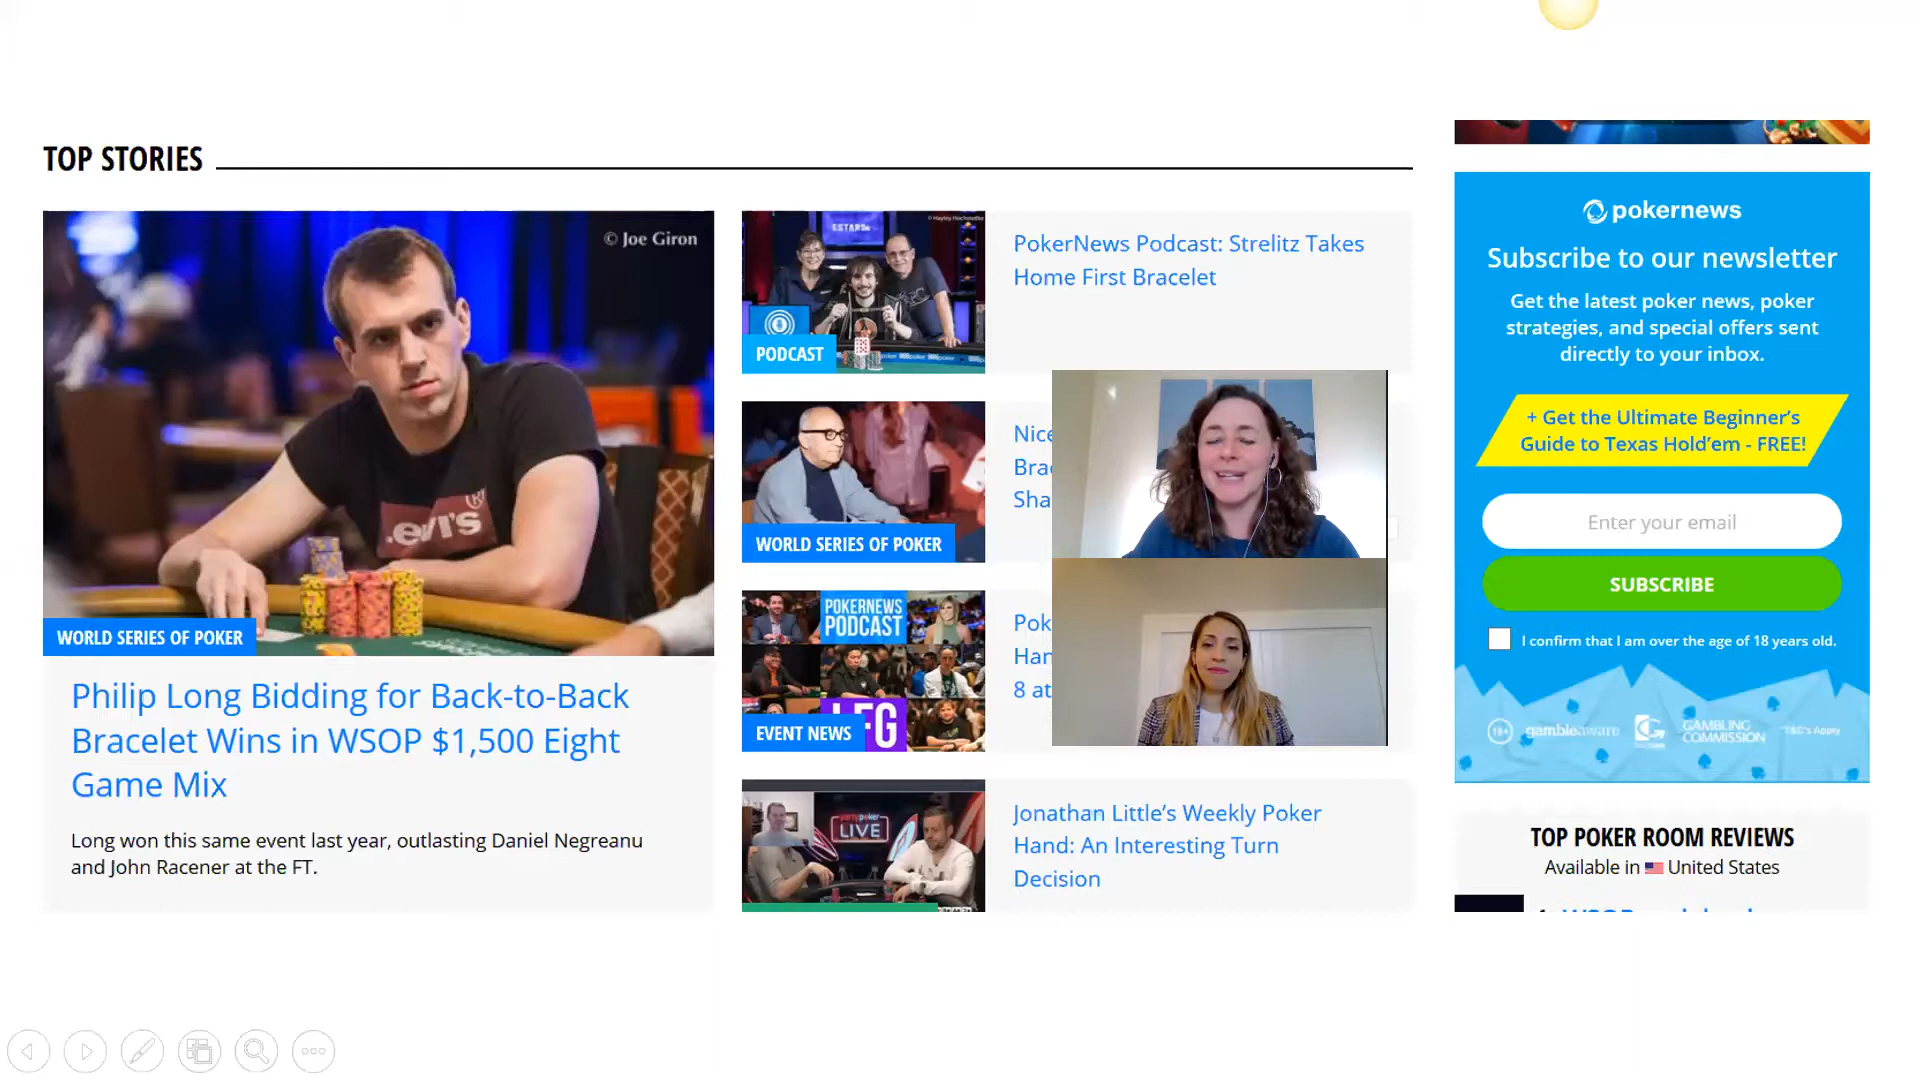 TOP STORIES
© Joe Giron
Levi's
WORLD SERIES OF POKER
Philip Long Bidding for Back-to-Back
Bracelet Wins in WSOP $1,500 Eight
Game Mix
Long won this same event last year, outlasting Daniel Negreanu
and John Racener at the FT.
PODCAST
PokerNews Podcast: Strelitz Takes
Home First Bracelet
WORLD SERIES OF POKER
Nice
Bra
Sha
POKERNEWS
PODCAST
LFG
EVENT NEWS
Pok
Han
8 at
partypoker
LIVE
Jonathan Little’s Weekly Poker
Hand: An Interesting Turn
Decision
pokernews
Subscribe to our newsletter
Get the latest poker news, poker
strategies, and special offers sent
directly to your inbox.
+ Get the Ultimate Beginner’s
Guide to Texas Hold’em - FREE!
Enter your email
SUBSCRIBE
I confirm that I am over the age of 18 years old.
18+
gambleaware
GAMBLING
COMMISSION
T&C's Apply
TOP POKER ROOM REVIEWS
Available in United States